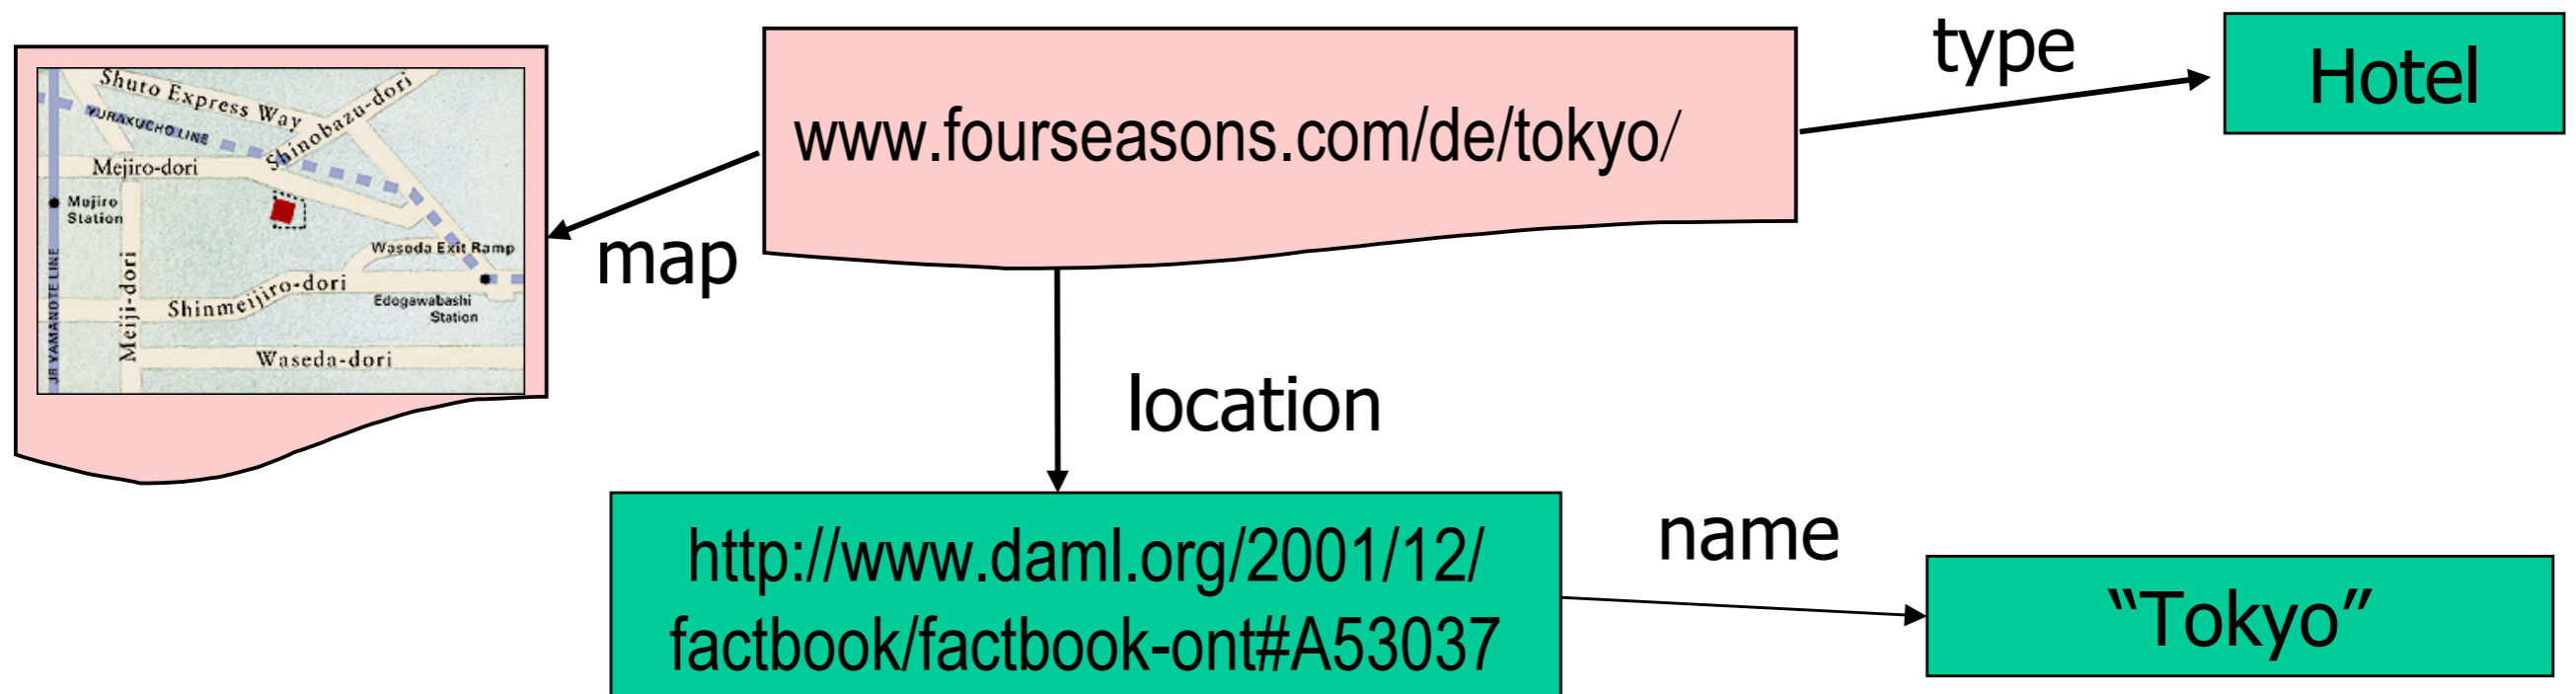 Shuto Express Way
Shinobazu-dori
YURAKUCHO LINE
Mejiro-dori
Mejiro
Station
Wasoda Exit Ramp
Meiji-dori
Shinmeijiro-dori
Edogawabashi
Station
JR YAMANOTE LINE
Waseda-dori
map
www.fourseasons.com/de/tokyo/
type
Hotel
location
http://www.daml.org/2001/12/
factbook/factbook-ont#A53037
name
“Tokyo”